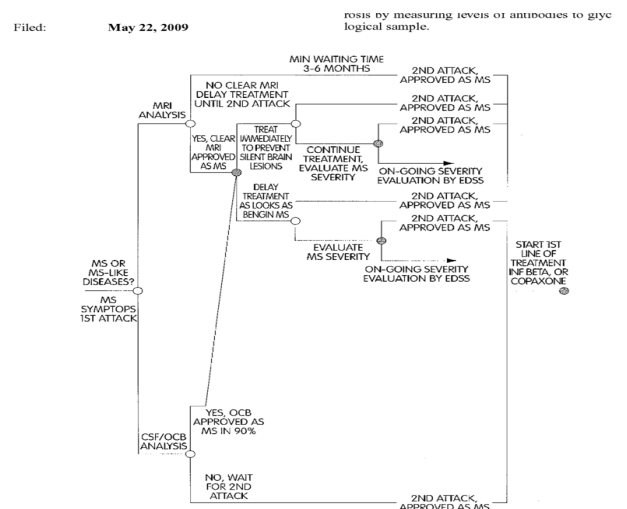 Filed: May 22, 2009
rosis by measuring levels of antibodies to glyc
logical sample.
MIN WAITING TIME
3-6 MONTHS
2ND ATTACK,
APPROVED AS MS
NO CLEAR MRI
DELAY TREATMENT
UNTIL 2ND ATTACK
2ND ATTACK,
APPROVED AS MS
MRI
ANALYSIS
2ND ATTACK,
APPROVED AS MS
YES, CLEAR
MRI
APPROVED
AS MS
TREAT
IMMEDIATELY
TO PREVENT
SILENT BRAIN
LESIONS
CONTINUE
TREATMENT,
EVALUATE MS
SEVERITY
ON-GOING SEVERITY
EVALUATION BY EDSS
DELAY
TREATMENT
AS LOOKS AS
BENGIN MS
2ND ATTACK,
APPROVED AS MS
2ND ATTACK,
APPROVED AS MS
EVALUATE
MS SEVERITY
ON-GOING SEVERITY
EVALUATION BY EDSS
MS OR
MS-LIKE
DISEASES?
MS
SYMPTOPS
1ST ATTACK
START 1ST
LINE OF
TREATMENT
INF BETA, OR
COPAXONE
YES, OCB
APPROVED AS
MS IN 90%
CSF/OCB
ANALYSIS
NO, WAIT
FOR 2ND
ATTACK
2ND ATTACK,
APPROVED AS MS